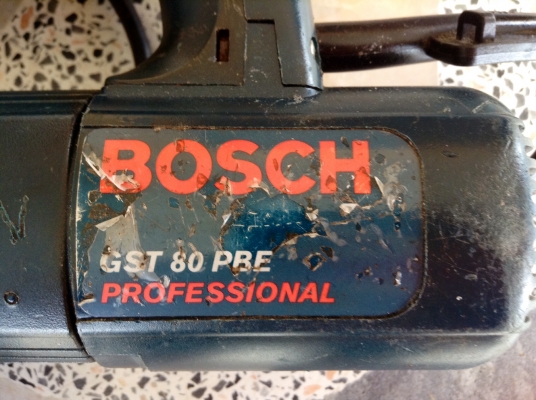 BOSCH
GST 80 PBE
PROFESSIONAL